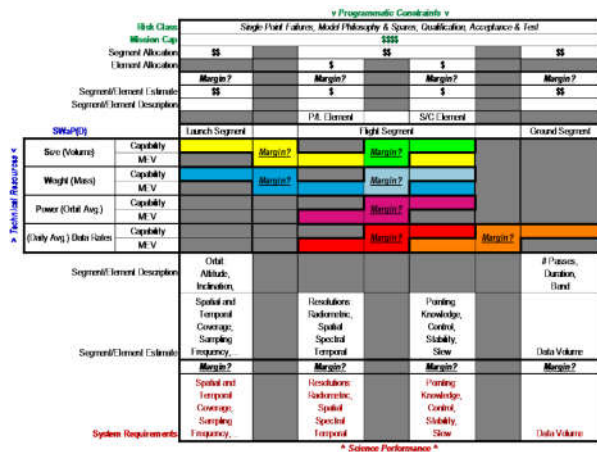 v Programmatic Constraints v
Risk Class Single Point Failures, Model Philosophy & Spares, Qualification, Acceptance & Test
Mission Cap $$$$
Segment Allocation $$ $$ $$
Element Allocation $ $
Margin? Margin? Margin? Margin?
Segment/Element Estimate $$ $ $ $$
Segment/Element Description
P/L Element S/C Element
SWaP(D) Launch Segment Flight Segment Ground Segment
> Technical Resources <
Size (Volume) Capability Margin? Margin?
MEV
Weight (Mass) Capability Margin? Margin?
MEV
Power (Orbit Avg.) Capability Margin?
MEV
(Daily Avg.) Data Rates Capability Margin? Margin?
MEV
Segment/Element Description
Orbit
Altitude,
Inclination,
# Passes,
Duration,
Band
Segment/Element Estimate
Spatial and
Temporal
Coverage,
Sampling
Frequency,...
Resolutions
Radiometric,
Spatial
Spectral
Temporal
Pointing
Knowledge,
Control,
Stability,
Slew
Data Volume
Margin? Margin? Margin? Margin?
System Requirements
Spatial and
Temporal
Coverage,
Sampling
Frequency,...
Resolutions
Radiometric,
Spatial
Spectral
Temporal
Pointing
Knowledge,
Control,
Stability,
Slew
Data Volume
^ Science Performance ^